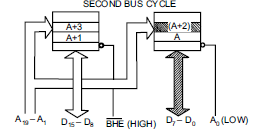 SECOND BUS CYCLE
A+3
A+1
(A+2)
A
A19 – A1
D15 – D8
BHE (HIGH)
D7 – D0
A0 (LOW)